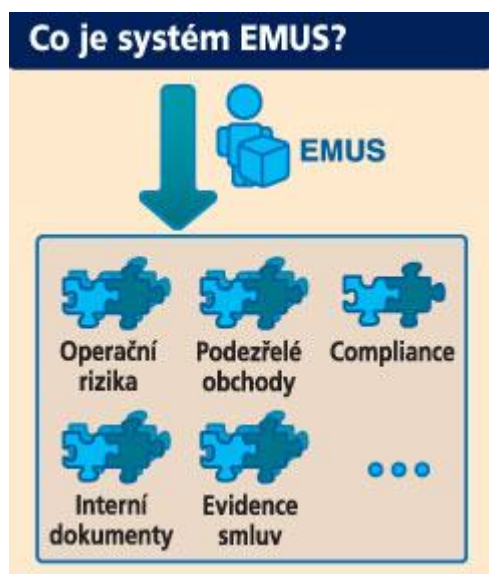 Co je systém EMUS?
EMUS
Operační
rizika
Podezřelé
obchody
Compliance
Interní
dokumenty
Evidence
smluv